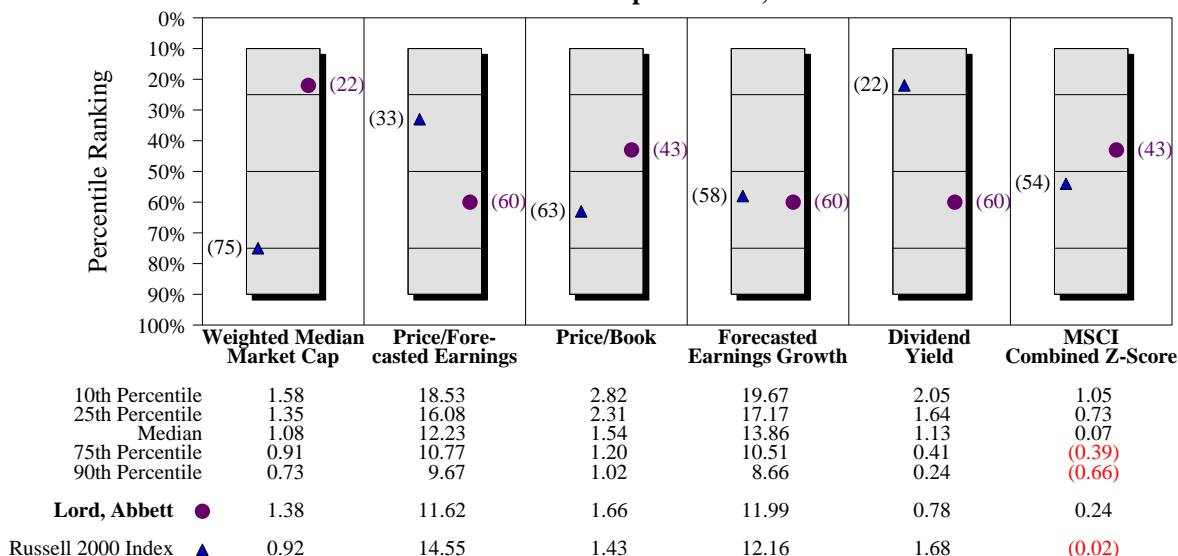 0%
10%
20%
30%
40%
50%
60%
70%
80%
90%
100%
Percentile Ranking
(75)
(22)
(33)
(60)
(63)
(43)
(58)
(60)
(22)
(60)
(54)
(43)
Weighted Median
Market Cap
Price/Fore-
casted Earnings
Price/Book
Forecasted
Earnings Growth
Dividend
Yield
MSCI
Combined Z-Score
10th Percentile 1.58 18.53 2.82 19.67 2.05 1.05
25th Percentile 1.35 16.08 2.31 17.17 1.64 0.73
Median 1.08 12.23 1.54 13.86 1.13 0.07
75th Percentile 0.91 10.77 1.20 10.51 0.41 (0.39)
90th Percentile 0.73 9.67 1.02 8.66 0.24 (0.66)
Lord, Abbett 1.38 11.62 1.66 11.99 0.78 0.24
Russell 2000 Index 0.92 14.55 1.43 12.16 1.68 (0.02)